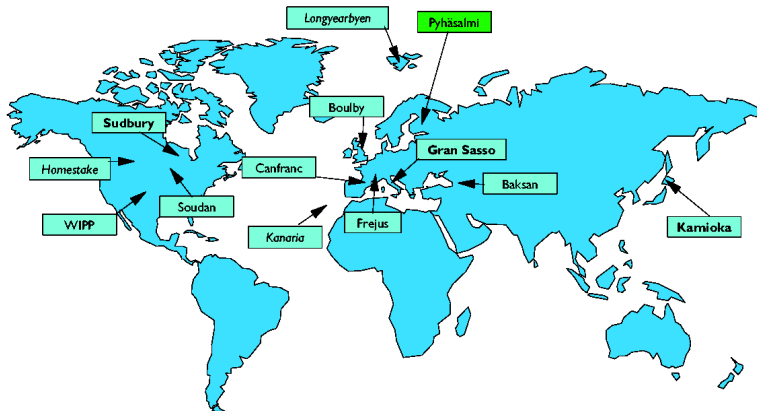 Longyearbyen
Pyhäsalmi
Boulby
Sudbury
Gran Sasso
Homestake
Canfranc
Baksan
Soudan
WIPP
Frejus
Kamioka
Kanaria